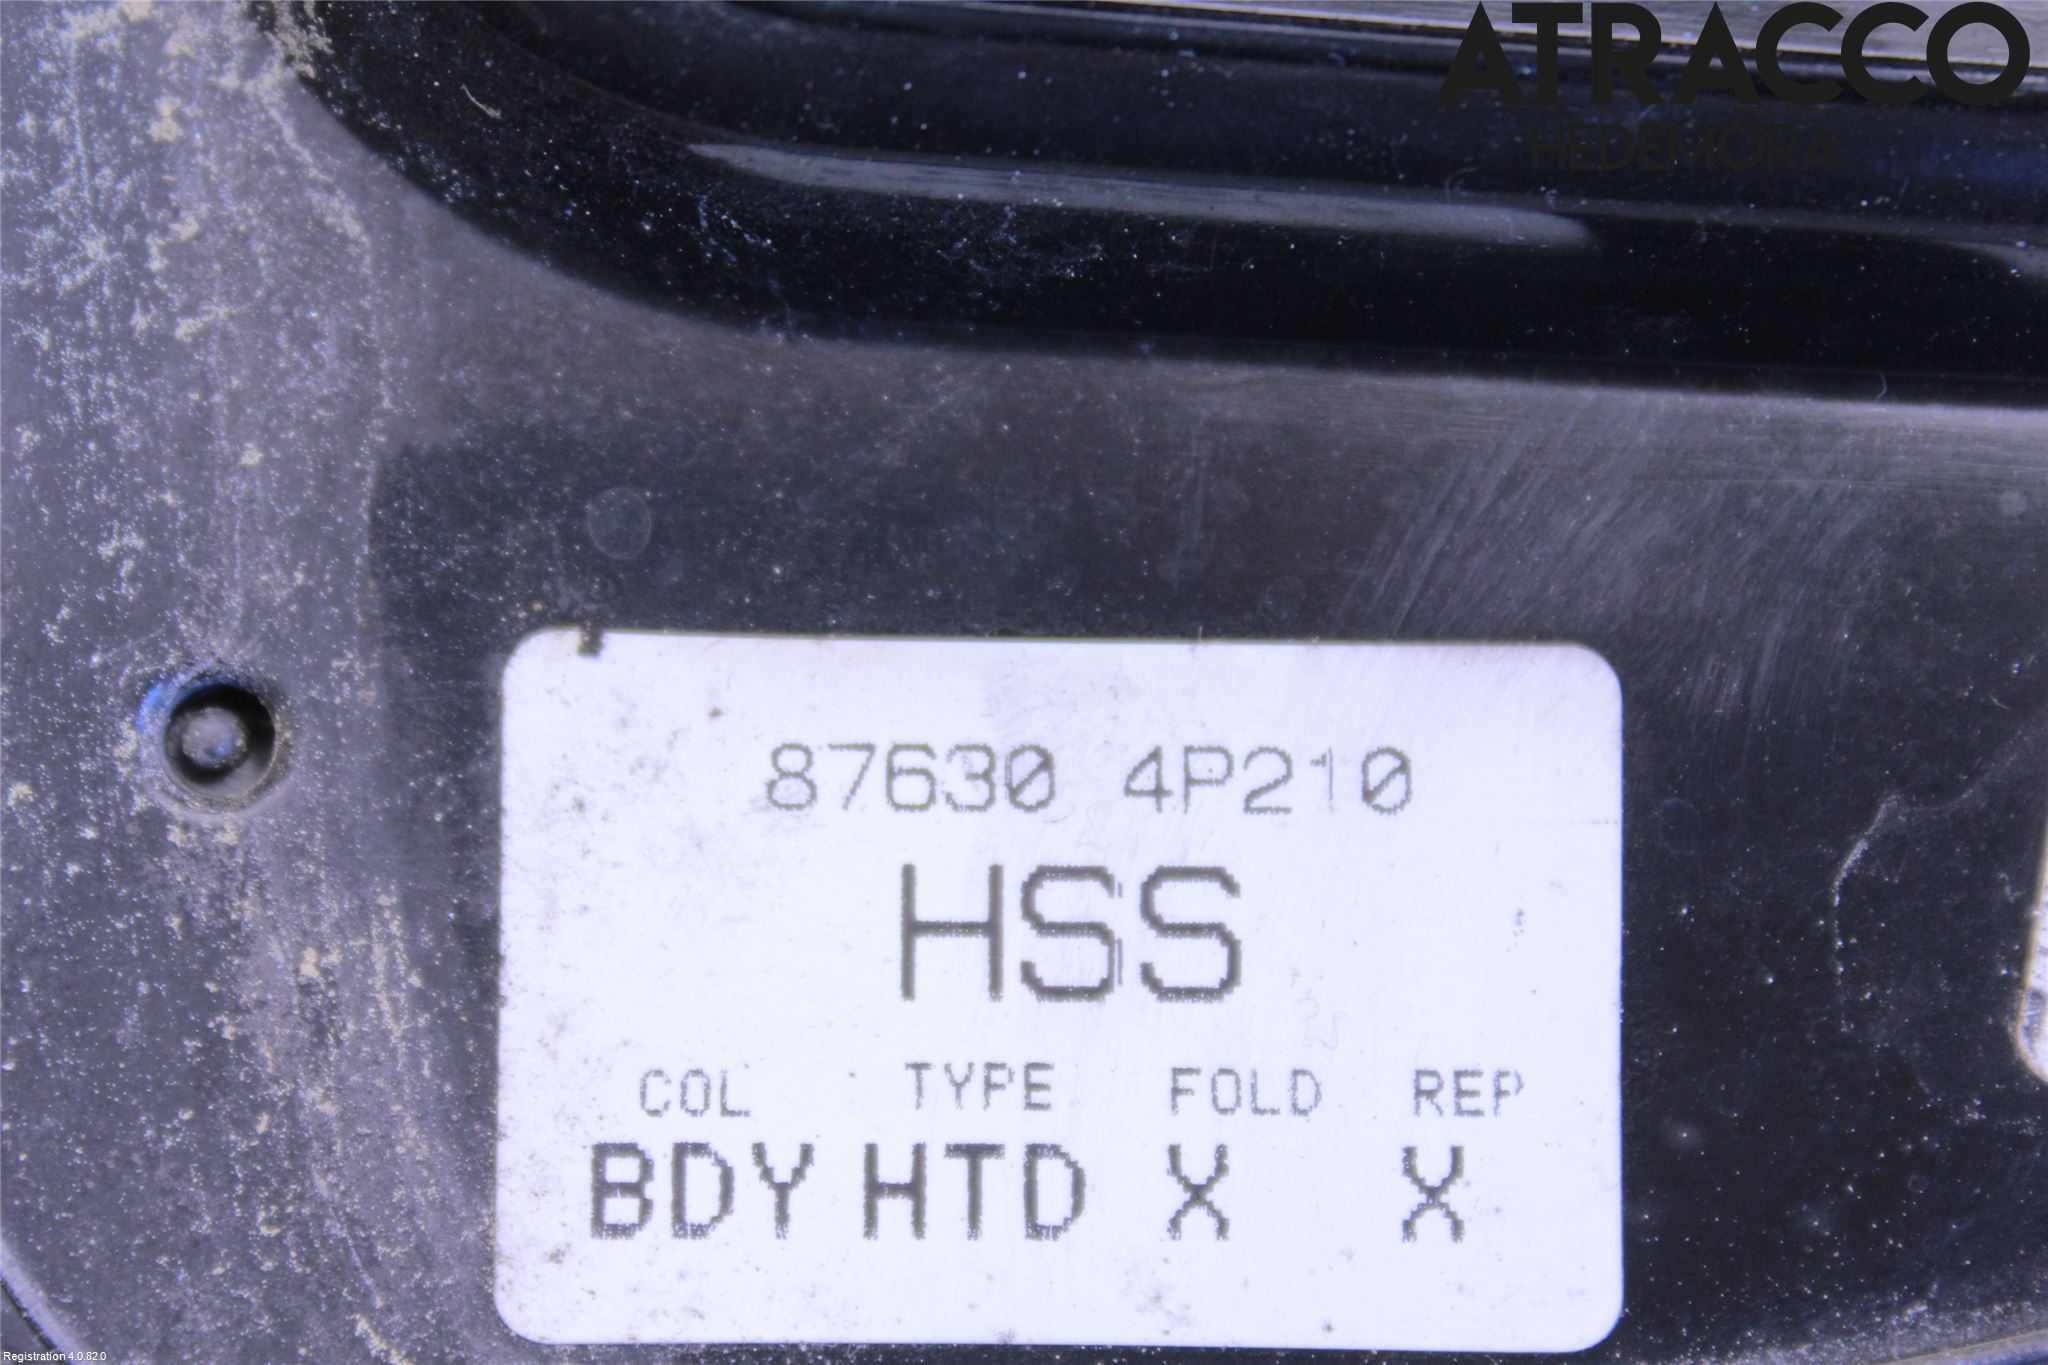 ATRACCO
HEDEMORA
87630 4P210
HSS
COL TYPE FOLD REP
BDY HTD X X
Registration 4.0.82.0